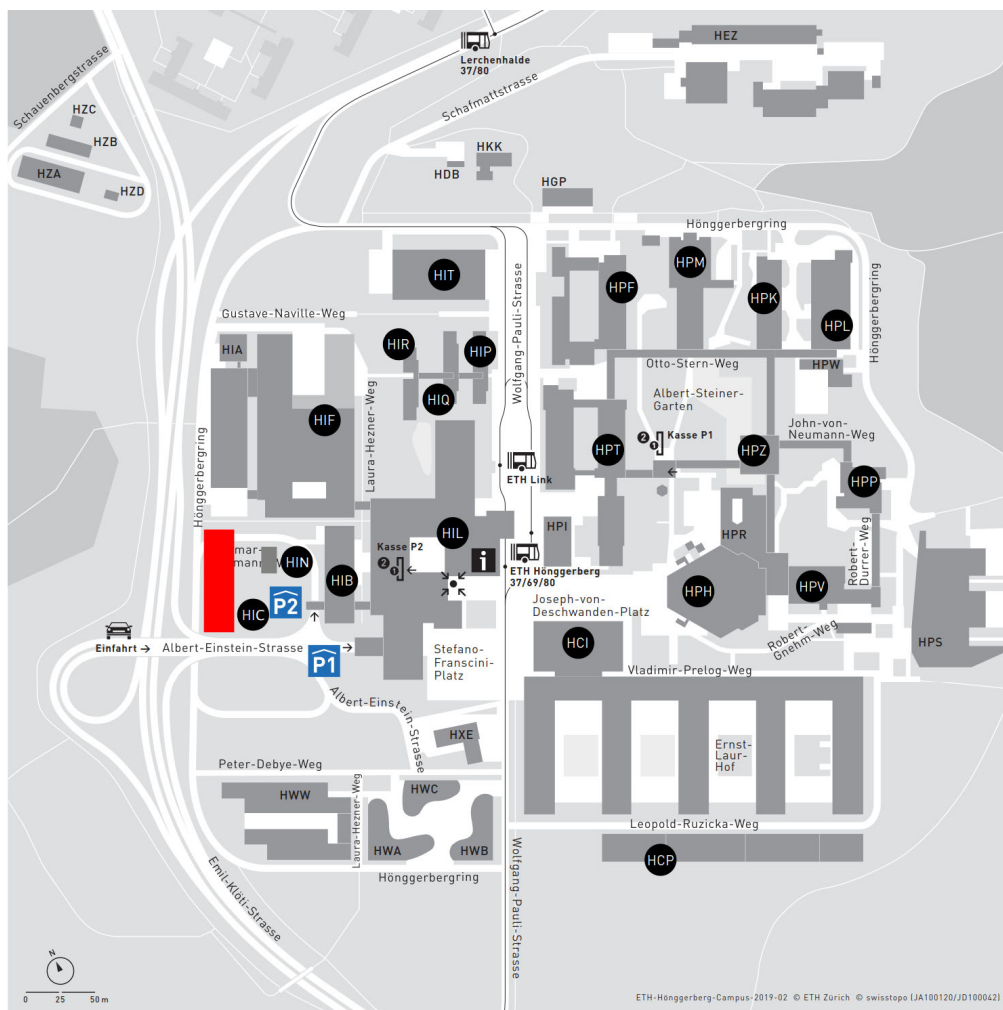 Lerchenhalde
37/80
HEZ
Schauenbergstrasse
Schafmattstrasse
HZC
HZB
HZA
HZD
HKK
HDB
HGP
Hönggerbergring
HIT
Wolfgang-Pauli-Strasse
HPF
HPM
HPK
HPL
Hönggerbergring
Gustave-Naville-Weg
HIA
HIR
HIP
HIQ
HIF
Laura-Hezner-Weg
Otto-Stern-Weg
HPW
Albert-Steiner-
Garten
John-von-
Neumann-Weg
2
1
Kasse P1
HPT
HPZ
HPP
ETH Link
Hönggerbergring
HIL
HPI
HPR
Kasse P2
2
1
i
ETH Hönggerberg
37/69/80
HIN
HIB
P2
HIC
HPH
HPV
Robert-
Durrer-Weg
Joseph-von-
Deschwanden-Platz
HCI
Robert-
Gnehm-Weg
HPS
Einfahrt → Albert-Einstein-Strasse
P1
Stefano-
Franscini-
Platz
Vladimir-Prelog-Weg
Albert-Einstein-Strasse
HXE
Ernst-
Laur-
Hof
Peter-Debye-Weg
HWW
Laura-Hezner-Weg
HWC
HWA
HWB
Leopold-Ruzicka-Weg
HCP
Hönggerbergring
Emil-Klöti-Strasse
Wolfgang-Pauli-Strasse
N
0 25 50 m
ETH-Hönggerberg-Campus-2019-02 © ETH Zürich © swisstopo (JA100120/JD100042)